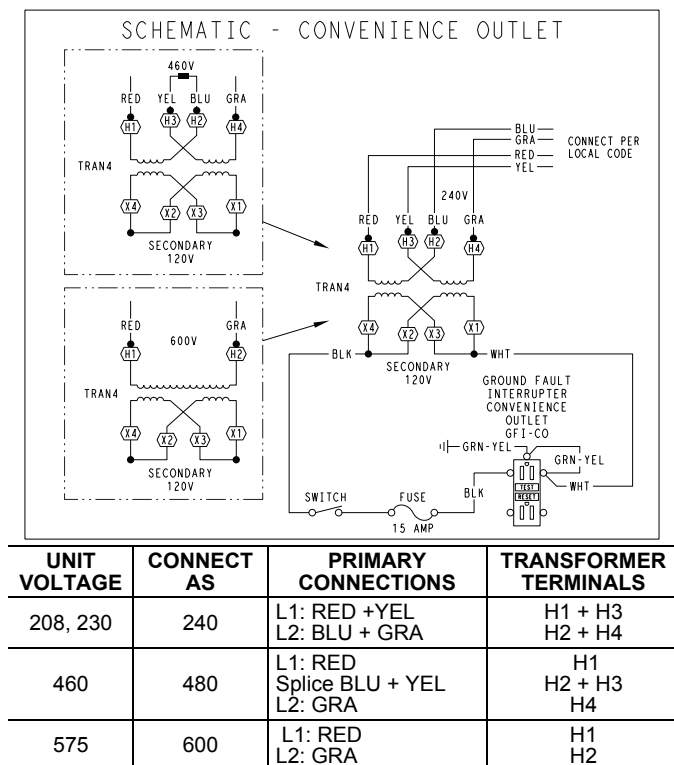 SCHEMATIC - CONVENIENCE OUTLET
460V
RED YEL BLU GRA
H1 H3 H2 H4
TRAN4
X4 X2 X3 X1
SECONDARY
120V
RED GRA
600V
H1 H2
TRAN4
X4 X2 X3 X1
SECONDARY
120V
BLU
GRA
RED
YEL
CONNECT PER
LOCAL CODE
240V
RED YEL BLU GRA
H1 H3 H2 H4
TRAN4
X4 X2 X3 X1
BLK WHT
SECONDARY
120V
GROUND FAULT
INTERRUPTER
CONVENIENCE
OUTLET
GFI-CO
GRN-YEL
GRN-YEL
WHT
TEST
RESET
BLK
SWITCH FUSE
15 AMP
UNIT VOLTAGE CONNECT AS PRIMARY CONNECTIONS TRANSFORMER TERMINALS
208, 230 240 L1: RED +YEL H1 + H3
L2: BLU + GRA H2 + H4
460 480 L1: RED H1
Splice BLU + YEL H2 + H3
L2: GRA H4
575 600 L1: RED H1
L2: GRA H2